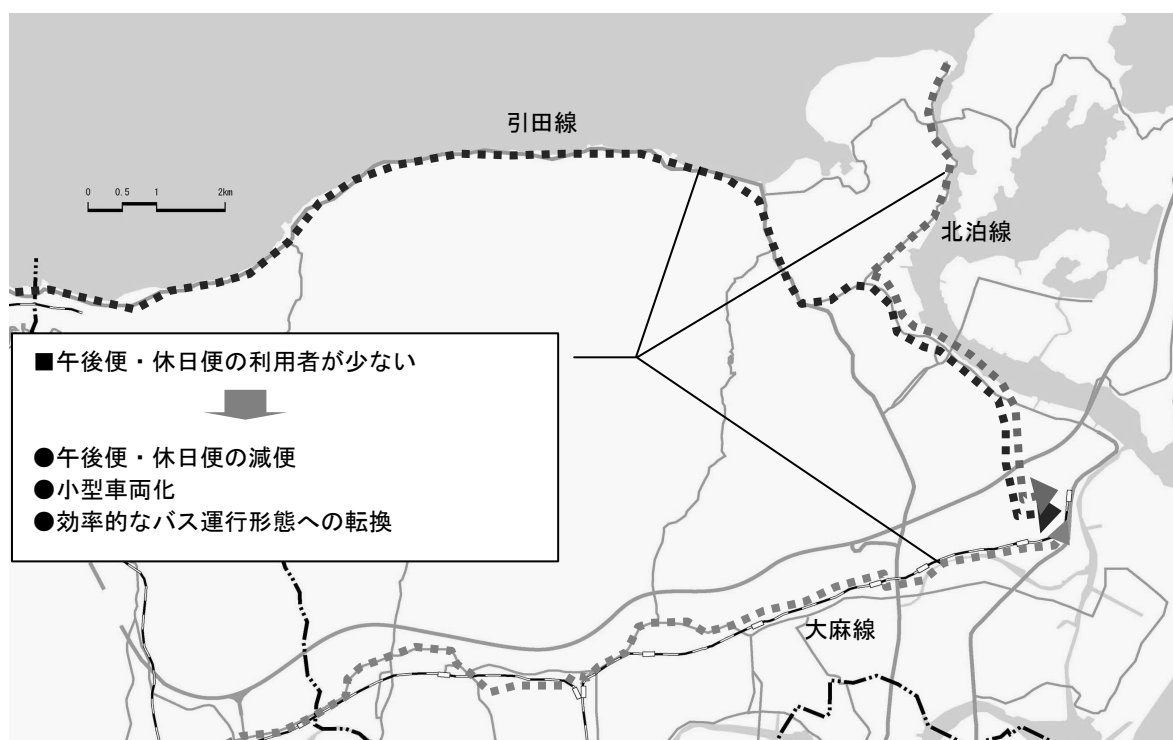 引田線
0 0.5 1 2km
北泊線
■午後便・休日便の利用者が少ない
●午後便・休日便の減便
●小型車両化
●効率的なバス運行形態への転換
大麻線